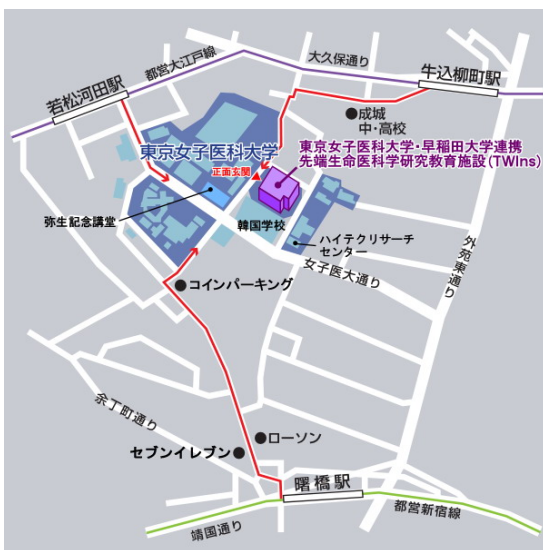 大久保通り
牛込柳町駅
都営大江戸線
若松河田駅
成城
中・高校
東京女子医科大学
東京女子医科大学・早稲田大学連携
先端生命医科学研究教育施設(TWIns)
正面玄関
弥生記念講堂
韓国学校
ハイテクリサーチ
センター
女子医大通り
外苑東通り
コインパーキング
余丁町通り
ローソン
セブンイレブン
曙橋駅
都営新宿線
靖国通り